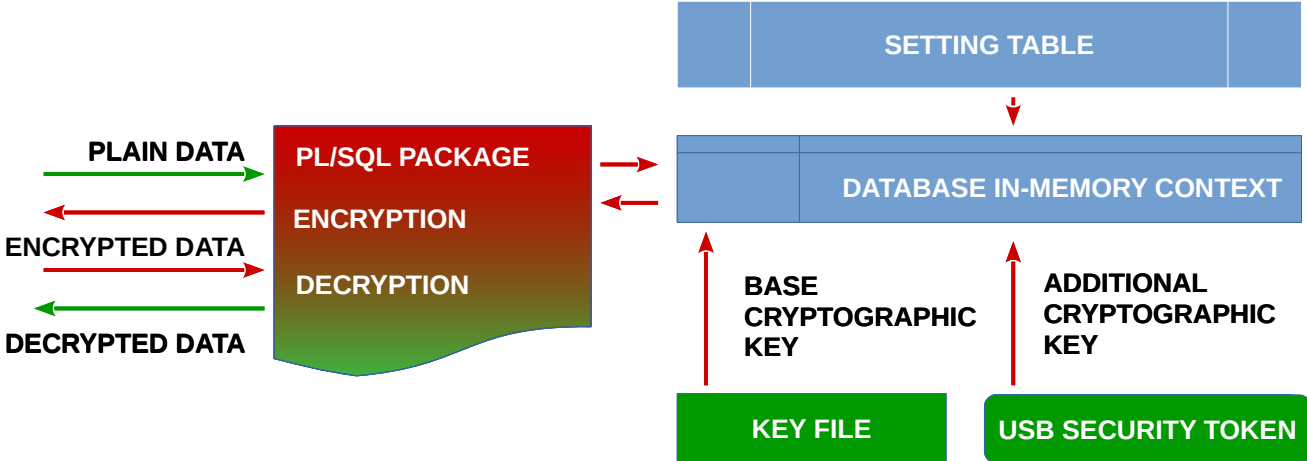 SETTING TABLE
PLAIN DATA
PL/SQL PACKAGE
DATABASE IN-MEMORY CONTEXT
ENCRYPTION
ENCRYPTED DATA
DECRYPTION
DECRYPTED DATA
BASE
CRYPTOGRAPHIC
KEY
ADDITIONAL
CRYPTOGRAPHIC
KEY
KEY FILE
USB SECURITY TOKEN